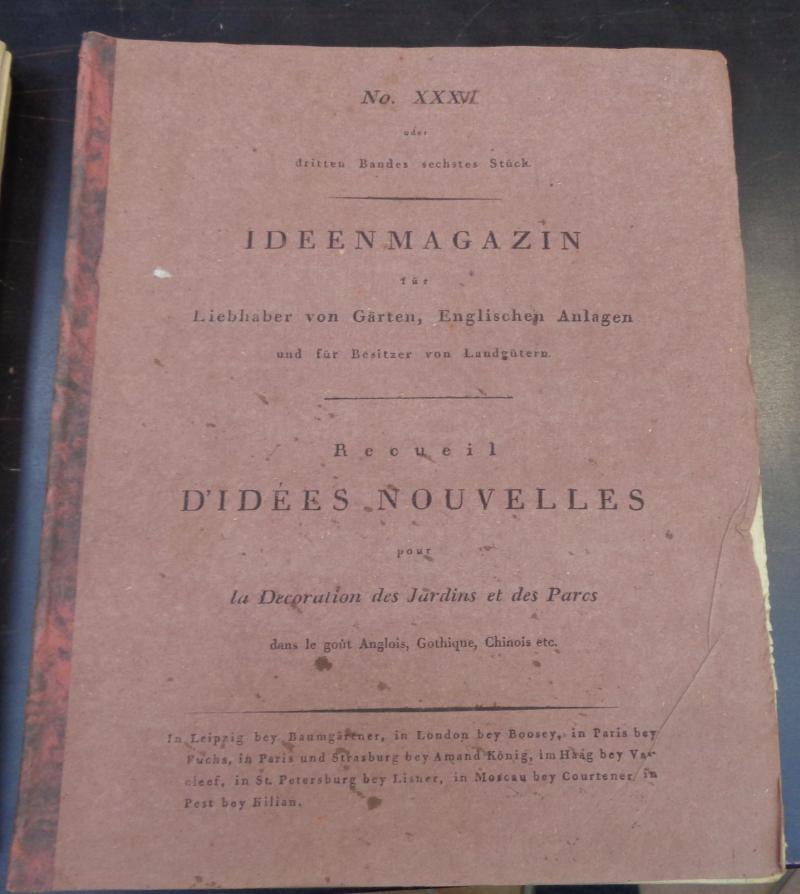 No. XXXVI
oder
dritten Bandes sechstes Stück.
IDEENMAGAZIN
für
Liebhaber von Gärten, Englischen Anlagen
und für Besitzer von Landgütern.
Recueil
D'IDÉES NOUVELLES
pour
la Decoration des Jardins et des Parcs
dans le goût Anglois, Gothique, Chinois etc.
In Leipzig bey Baumgärtner, in London bey Boosey, in Paris bey
Fuchs, in Paris und Strasburg bey Amand König, im Haag bey Van
cleef, in St. Petersburg bey Lisner, in Moscau bey Courtener, in
Pest bey Kilian.